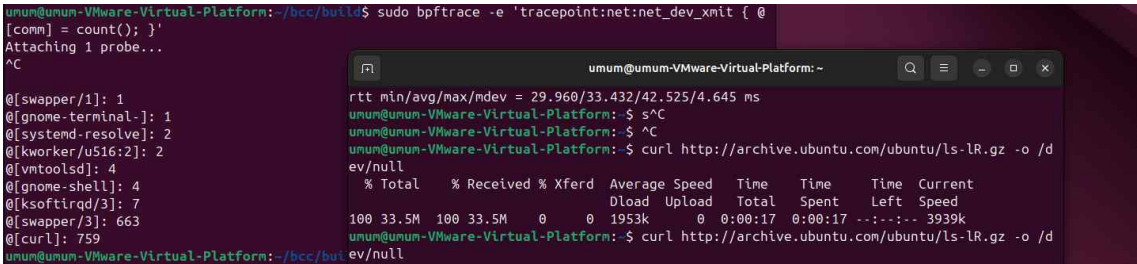 umum@umum-VMware-Virtual-Platform:~/bcc/build$ sudo bpftrace -e 'tracepoint:net:net_dev_xmit { @
[comm] = count(); }'
Attaching 1 probe...
^C
@[swapper/1]: 1
@[gnome-terminal-]: 1
@[systemd-resolve]: 2
@[kworker/u516:2]: 2
@[vmtoolsd]: 4
@[gnome-shell]: 4
@[ksoftirqd/3]: 7
@[swapper/3]: 663
@[curl]: 759
umum@umum-VMware-Virtual-Platform:~/bcc/bui
umum@umum-VMware-Virtual-Platform: ~
rtt min/avg/max/mdev = 29.960/33.432/42.525/4.645 ms
umum@umum-VMware-Virtual-Platform:~$ s^C
umum@umum-VMware-Virtual-Platform:~$ ^C
umum@umum-VMware-Virtual-Platform:~$ curl http://archive.ubuntu.com/ubuntu/ls-lR.gz -o /d
ev/null
% Total % Received % Xferd Average Speed Time Time Time Current
Dload Upload Total Spent Left Speed
100 33.5M 100 33.5M 0 0 1953k 0 0:00:17 0:00:17 --:--:-- 3939k
umum@umum-VMware-Virtual-Platform:~$ curl http://archive.ubuntu.com/ubuntu/ls-lR.gz -o /d
ev/null